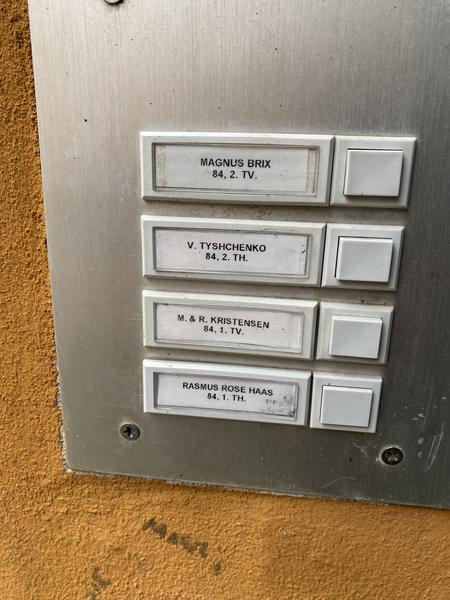 MAGNUS BRIX
84, 2. TV.
V. TYSHCHENKO
84, 2. TH.
M. & R. KRISTENSEN
84, 1. TV.
RASMUS ROSE HAAS
84, 1. TH.